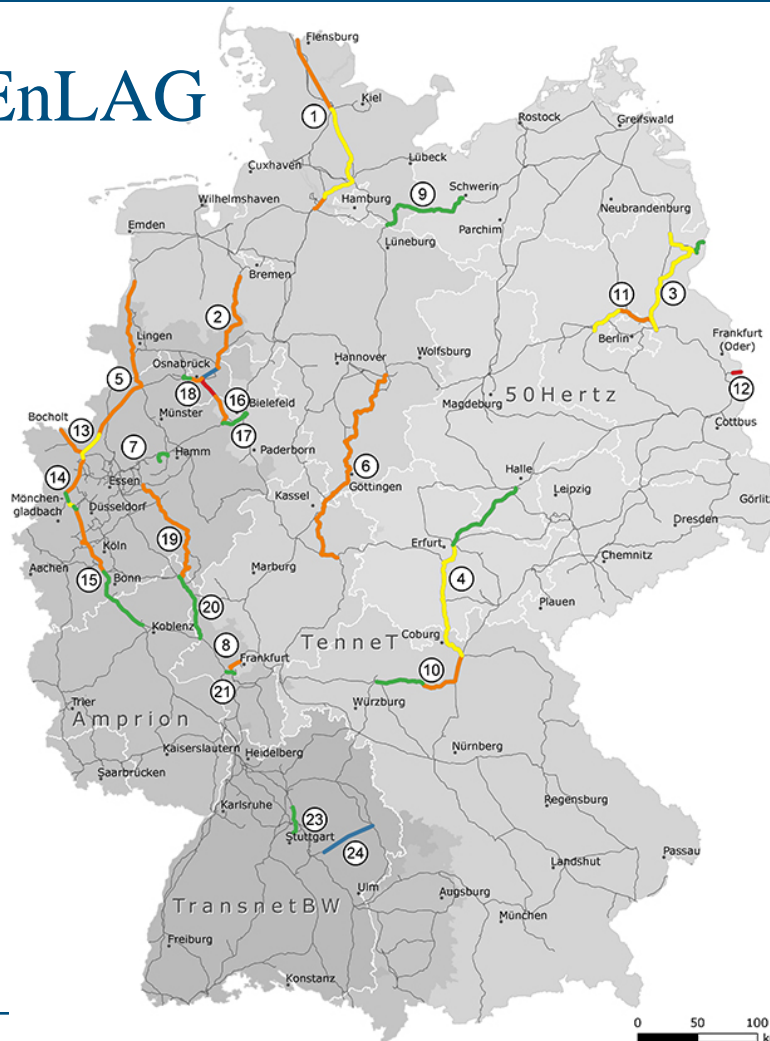 EnLAG
Flensburg
Kiel
1
Rostock
Greifswald
Cuxhaven
Lübeck
9
Schwerin
Wilhelmshaven
Hamburg
Neubrandenburg
Emden
Parchim
Lüneburg
Bremen
11
3
2
Lingen
Berlin
Frankfurt
(Oder)
Osnabrück
Hannover
Wolfsburg
5
18
16
Bielefeld
50Hertz
12
Bocholt
13
Münster
17
Magdeburg
Cottbus
7
Hamm
Paderborn
6
14
Essen
Göttingen
Halle
Mönchen-
gladbach
Düsseldorf
Kassel
Leipzig
Görlit
19
Erfurt
Dresden
Köln
Chemnitz
Aachen
15
Bonn
Marburg
4
20
Plauen
Koblenz
8
TenneT
Coburg
Frankfurt
10
21
Trier
Würzburg
Amprion
Kaiserslautern
Heidelberg
Nürnberg
Saarbrücken
Karlsruhe
23
Regensburg
Stuttgart
24
Landshut
Passau
Ulm
Augsburg
TransnetBW
München
Freiburg
Konstanz
0 50 100